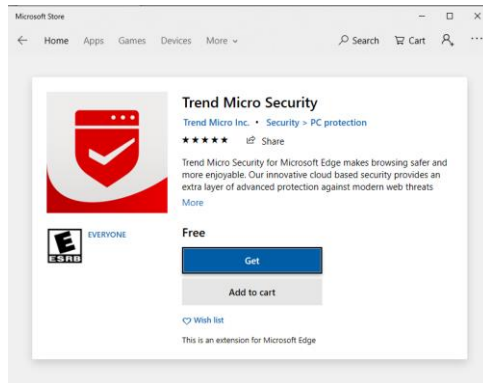 Microsoft Store
Home Apps Games Devices More Search Cart
Trend Micro Security
Trend Micro Inc. • Security > PC protection
★★★★★ Share
Trend Micro Security for Microsoft Edge makes browsing safer and
more enjoyable. Our innovative cloud based security provides an
extra layer of advanced protection against modern web threats
More
E
ESRB
EVERYONE
Free
Get
Add to cart
Wish list
This is an extension for Microsoft Edge